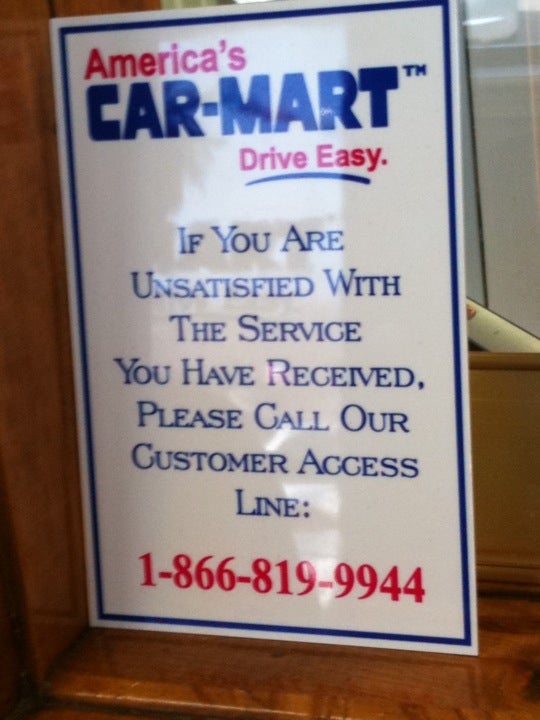 America's
CAR-MART™
Drive Easy.
IF YOU ARE
UNSATISFIED WITH
THE SERVICE
YOU HAVE RECEIVED,
PLEASE CALL OUR
CUSTOMER ACCESS
LINE:
1-866-819-9944